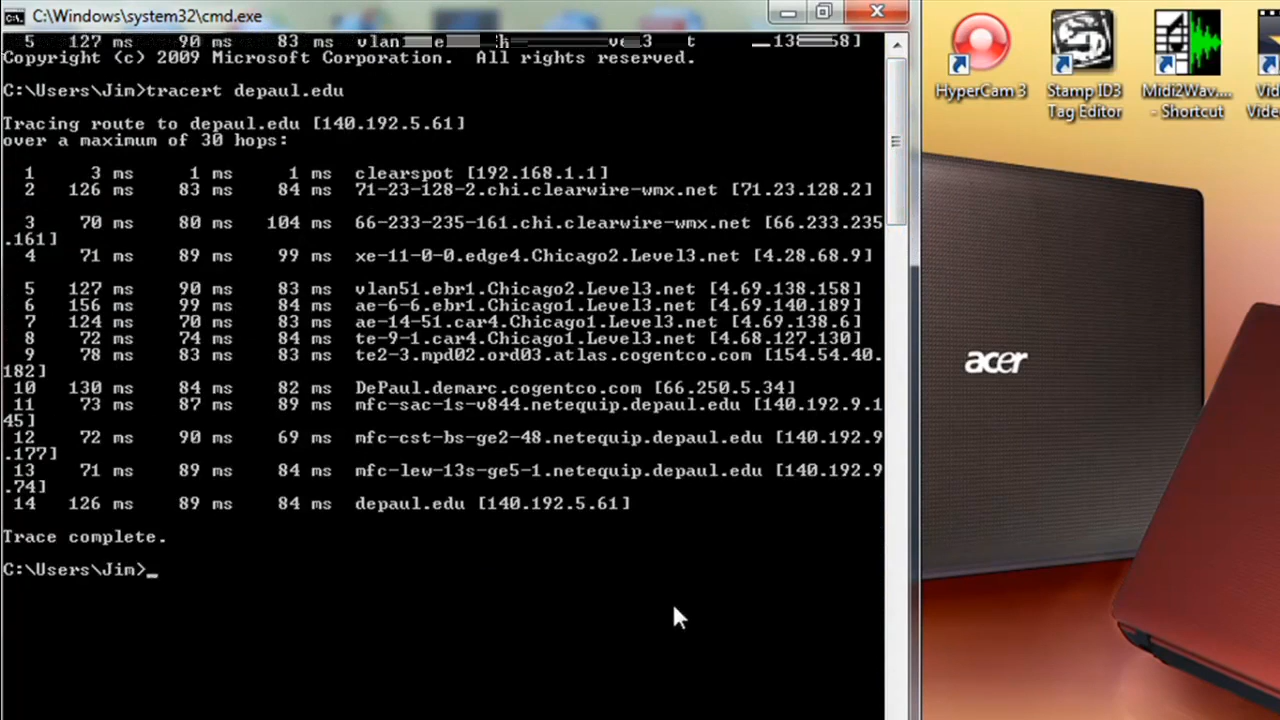 C:\Windows\system32\cmd.exe
5 127 ms 90 ms 83 ms
Copyright (c) 2009 Microsoft Corporation. All rights reserved.
C:\Users\Jim>tracert depaul.edu
Tracing route to depaul.edu [140.192.5.61]
over a maximum of 30 hops:
1 3 ms 1 ms 1 ms clearspot [192.168.1.1]
2 126 ms 83 ms 84 ms 71-23-128-2.chi.clearwire-wmx.net [71.23.128.2]
3 70 ms 80 ms 104 ms 66-233-235-161.chi.clearwire-wmx.net [66.233.235
.161]
4 71 ms 89 ms 99 ms xe-11-0-0.edge4.Chicago2.Level3.net [4.28.68.9]
5 127 ms 90 ms 83 ms vlan51.ebr1.Chicago2.Level3.net [4.69.138.158]
6 156 ms 99 ms 84 ms ae-6-6.ebr1.Chicago1.Level3.net [4.69.140.189]
7 124 ms 70 ms 83 ms ae-14-51.car4.Chicago1.Level3.net [4.69.138.6]
8 72 ms 74 ms 84 ms te-9-1.car4.Chicago1.Level3.net [4.68.127.130]
9 78 ms 83 ms 83 ms te2-3.mpd02.ord03.atlas.cogentco.com [154.54.40.
182]
10 130 ms 84 ms 82 ms DePaul.demarc.cogentco.com [66.250.5.34]
11 73 ms 87 ms 89 ms mfc-sac-1s-v844.netequip.depaul.edu [140.192.9.1
45]
12 72 ms 90 ms 69 ms mfc-cst-bs-ge2-48.netequip.depaul.edu [140.192.9
.177]
13 71 ms 89 ms 84 ms mfc-lew-13s-ge5-1.netequip.depaul.edu [140.192.9
.74]
14 126 ms 89 ms 84 ms depaul.edu [140.192.5.61]
Trace complete.
C:\Users\Jim>_
HyperCam 3
Stamp ID3
Tag Editor
Midi2Wav....
- Shortcut
acer